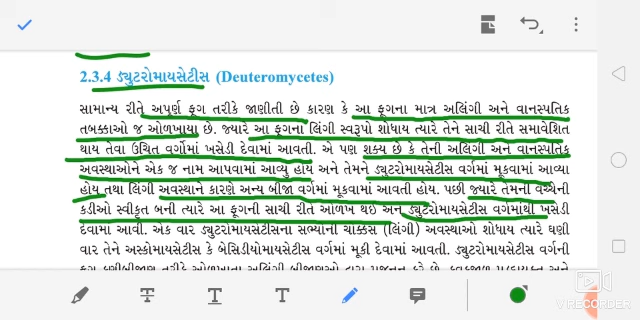 2.3.4 ડ્યુટરોમાયસેટીસ (Deuteromycetes)
સામાન્ય રીતે અપૂર્ણ ફૂગ તરીકે જાણીતી છે કારણ કે આ ફૂગના માત્ર અલિંગી અને વાનસ્પતિક
તબક્કાઓ જ ઓળખાયા છે. જ્યારે આ ફૂગના લિંગી સ્વરૂપો શોધાય ત્યારે તેને સાચી રીતે સમાવેશિત
થાય તેવા ઉચિત વર્ગોમાં ખસેડી દેવામાં આવતી. એ પણ શક્ય છે કે તેની અલિંગી અને વાનસ્પતિક
અવસ્થાઓને એક જ નામ આપવામાં આવ્યુ હોય અને તેમને ડ્યુટરોમાયસેટીસ વર્ગમાં મૂકવામાં આવ્યા
હોય તથા લિંગી અવસ્થાને કારણે અન્ય બીજા વર્ગમાં મૂકવામાં આવતી હોય. પછી જ્યારે તેમની વચ્ચેની
કડીઓ સ્વીકૃત બની ત્યારે આ ફૂગની સાચી રીતે ઓળખ થઈ અને ડ્યુટરોમાયસેટીસ વર્ગમાંથી ખસેડી
દેવામાં આવી. એક વાર ડ્યુટરોમાયસેટીસના સભ્યોની ચોક્કસ (લિંગી) અવસ્થાઓ શોધાય ત્યારે ઘણી
વાર તેને અસ્કોમાયસેટીસ કે બેસિડીયોમાયસેટીસ વર્ગમાં મૂકી દેવામાં આવતી. ડ્યુટરોમાયસેટીસ વર્ગની
T T T
VIRECORDER